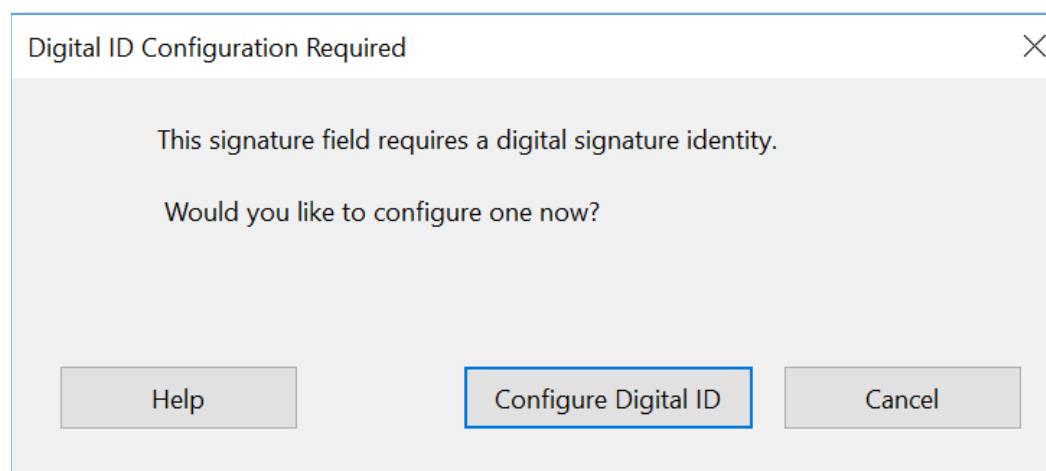 Digital ID Configuration Required
This signature field requires a digital signature identity.
Would you like to configure one now?
Help
Configure Digital ID
Cancel